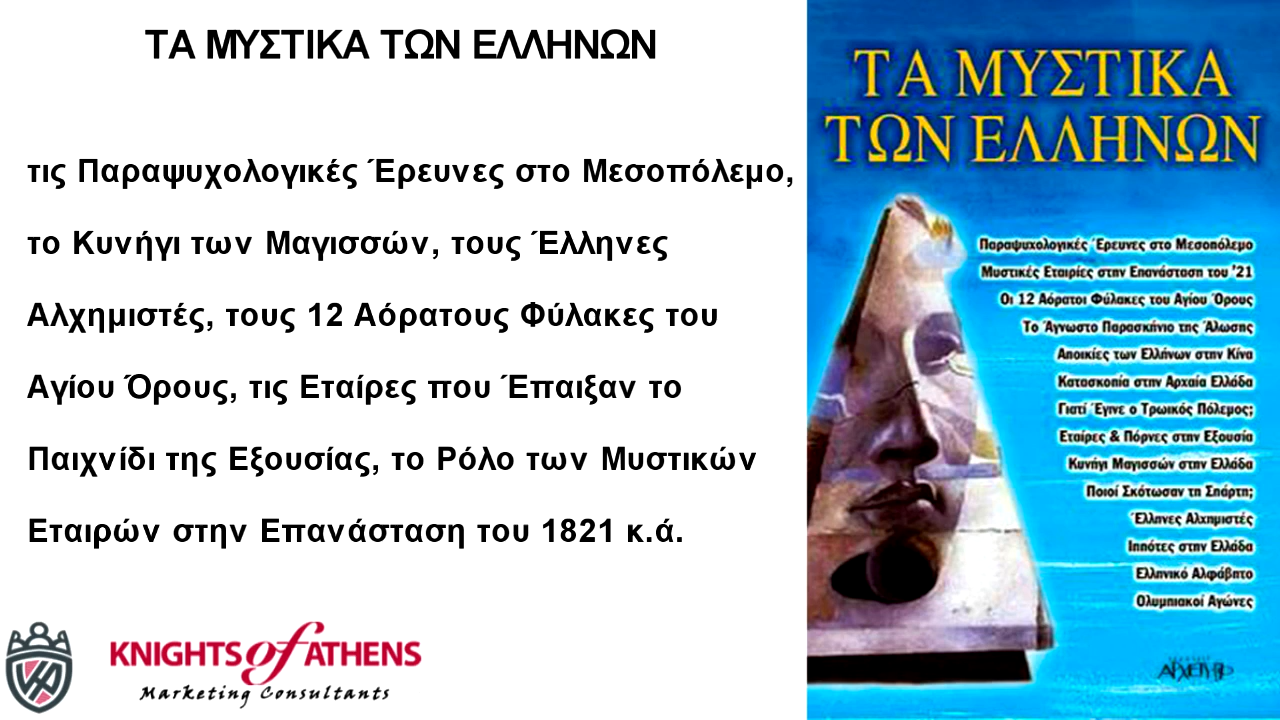 ΤΑ ΜΥΣΤΙΚΑ ΤΩΝ ΕΛΛΗΝΩΝ
τις Παραψυχολογικές Έρευνες στο Μεσοπόλεμο,
το Κυνήγι των Μαγισσών, τους Έλληνες
Αλχημιστές, τους 12 Αόρατους Φύλακες του
Αγίου Όρους, τις Εταίρες που Έπαιξαν το
Παιχνίδι της Εξουσίας, το Ρόλο των Μυστικών
Εταιρών στην Επανάσταση του 1821 κ.ά.
KNIGHTS of ATHENS
Marketing Consultants
ΤΑ ΜΥΣΤΙΚΑ
ΤΩΝ ΕΛΛΗΝΩΝ
Παραψυχολογικές Έρευνες στο Μεσοπόλεμο
Μυστικές Εταιρίες στην Επανάσταση του '21
Οι 12 Αόρατοι Φύλακες του Αγίου Όρους
Το Άγνωστο Παρασκήνιο της Άλωσης
Αποικίες των Ελλήνων στην Κίνα
Κατασκοπία στην Αρχαία Ελλάδα
Γιατί Έγινε ο Τρωικός Πόλεμος;
Εταίρες & Πόρνες στην Εξουσία
Κυνήγι Μαγισσών στην Ελλάδα
Ποιοί Σκότωσαν τη Σπάρτη;
Έλληνες Αλχημιστές
Ιππότες στην Ελλάδα
Ελληνικό Αλφάβητο
Ολυμπιακοί Αγώνες